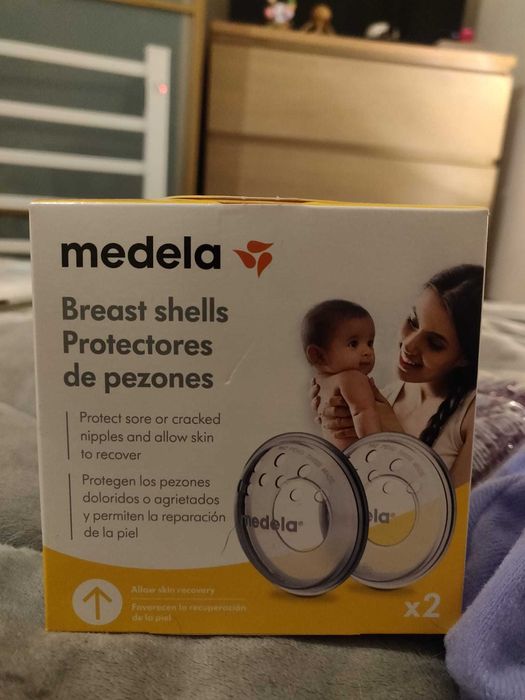 medela
Breast shells
Protectores
de pezones
Protect sore or cracked
nipples and allow skin
to recover
Protegen los pezones
doloridos o agrietados
y permiten la reparación
de la piel
medela
ela
Allow skin recovery
Favorecen la recuperación
de la piel
x2